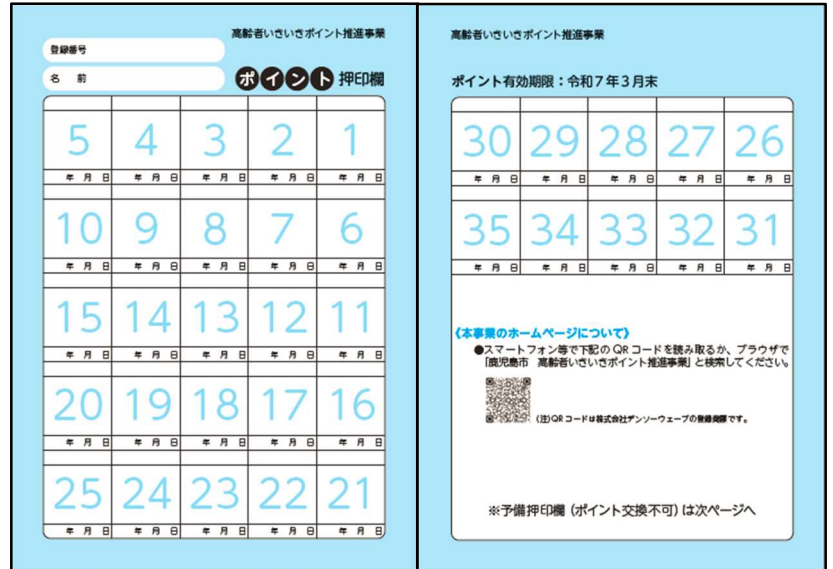 高齢者いきいきポイント推進事業
登録番号
名 前
ポイント押印欄
5 4 3 2 1
年 月 日 年 月 日 年 月 日 年 月 日 年 月 日
10 9 8 7 6
年 月 日 年 月 日 年 月 日 年 月 日 年 月 日
15 14 13 12 11
年 月 日 年 月 日 年 月 日 年 月 日 年 月 日
20 19 18 17 16
年 月 日 年 月 日 年 月 日 年 月 日 年 月 日
25 24 23 22 21
年 月 日 年 月 日 年 月 日 年 月 日 年 月 日
高齢者いきいきポイント推進事業
ポイント有効期限：令和7年3月末
30 29 28 27 26
年 月 日 年 月 日 年 月 日 年 月 日 年 月 日
35 34 33 32 31
年 月 日 年 月 日 年 月 日 年 月 日 年 月 日
《本事業のホームページについて》
●スマートフォン等で下記のQRコードを読み取るか、ブラウザで
「鹿児島市 高齢者いきいきポイント推進事業」と検索してください。
(注)QRコードは株式会社デンソーウェーブの登録商標です。
※予備押印欄（ポイント交換不可）は次ページへ